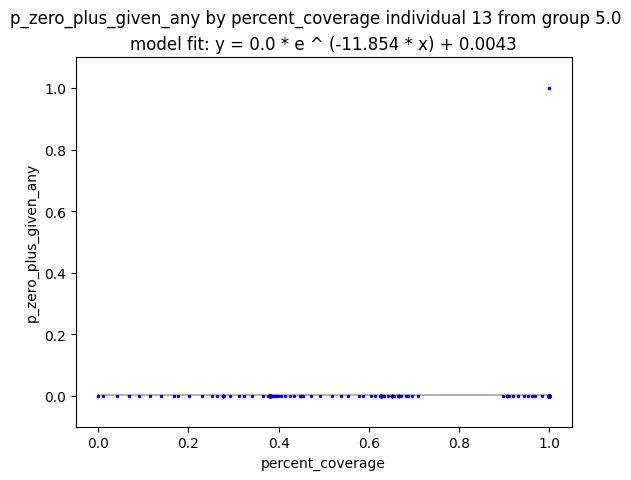 p_zero_plus_given_any by percent_coverage individual 13 from group 5.0
model fit: y = 0.0 * e ^ (-11.854 * x) + 0.0043
1.0
0.8
0.6
0.4
0.2
0.0
p_zero_plus_given_any
0.0 0.2 0.4 0.6 0.8 1.0
percent_coverage